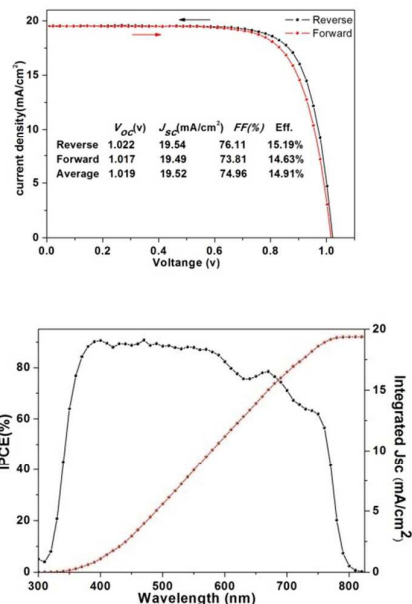 20
15
10
5
0
current density(mA/cm²)
Reverse
Forward
V_oc(v) J_sc(mA/cm²) FF(%) Eff.
Reverse 1.022 19.54 76.11 15.19%
Forward 1.017 19.49 73.81 14.63%
Average 1.019 19.52 74.96 14.91%
0.0 0.2 0.4 0.6 0.8 1.0
Voltange (v)
80
60
40
20
0
IPCE(%)
20
15
10
5
0
Integrated Jsc (mA/cm²)
300 400 500 600 700 800
Wavelength (nm)